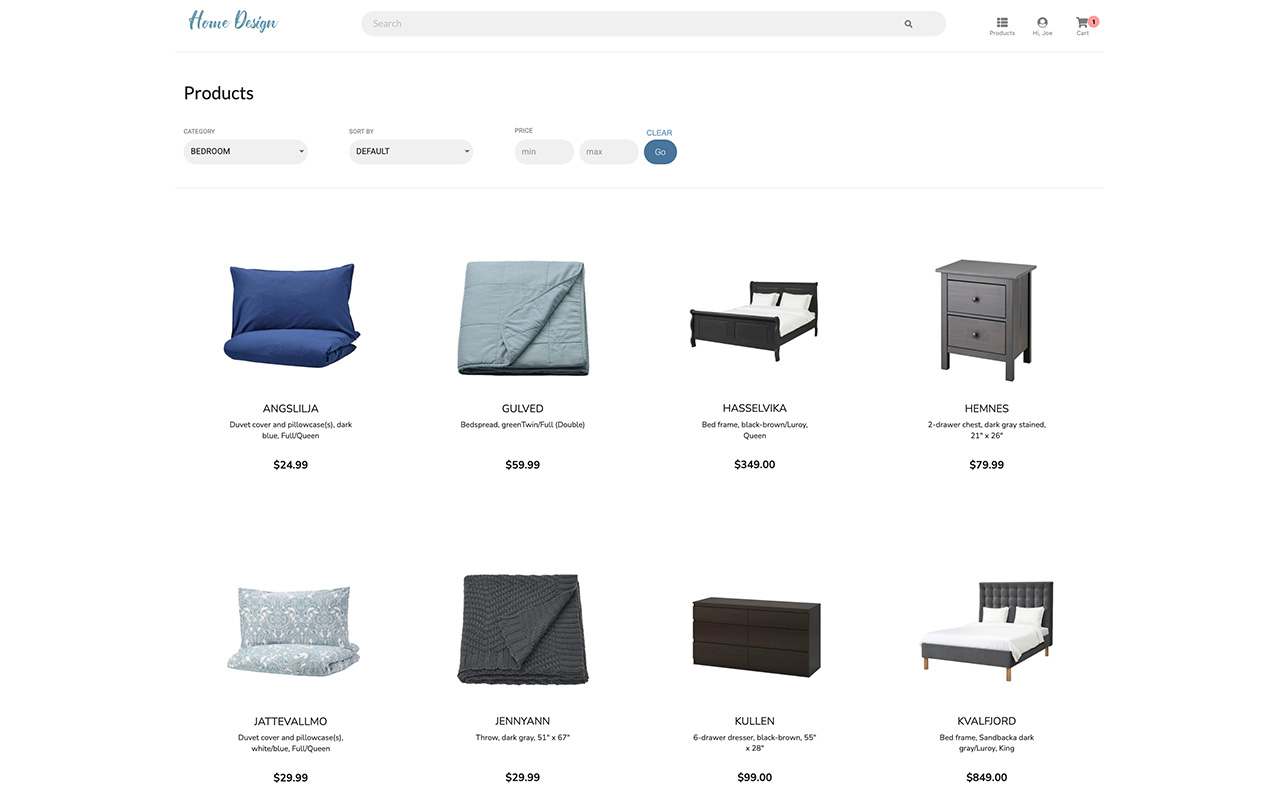 Home Design
Search
Products
Hi, Joe
1
Cart
Products
CATEGORY
SORT BY
PRICE
CLEAR
BEDROOM
DEFAULT
min
max
Go
ANGSLILJA
Duvet cover and pillowcase(s), dark
blue, Full/Queen
$24.99
GULVED
Bedspread, greenTwin/Full (Double)
$59.99
HASSELVIKA
Bed frame, black-brown/Luroy,
Queen
$349.00
HEMNES
2-drawer chest, dark gray stained,
21" x 26"
$79.99
JATTEVALLMO
Duvet cover and pillowcase(s),
white/blue, Full/Queen
$29.99
JENNYANN
Throw, dark gray, 51" x 67"
$29.99
KULLEN
6-drawer dresser, black-brown, 55"
x 28"
$99.00
KVALFJORD
Bed frame, Sandbacka dark
gray/Luroy, King
$849.00